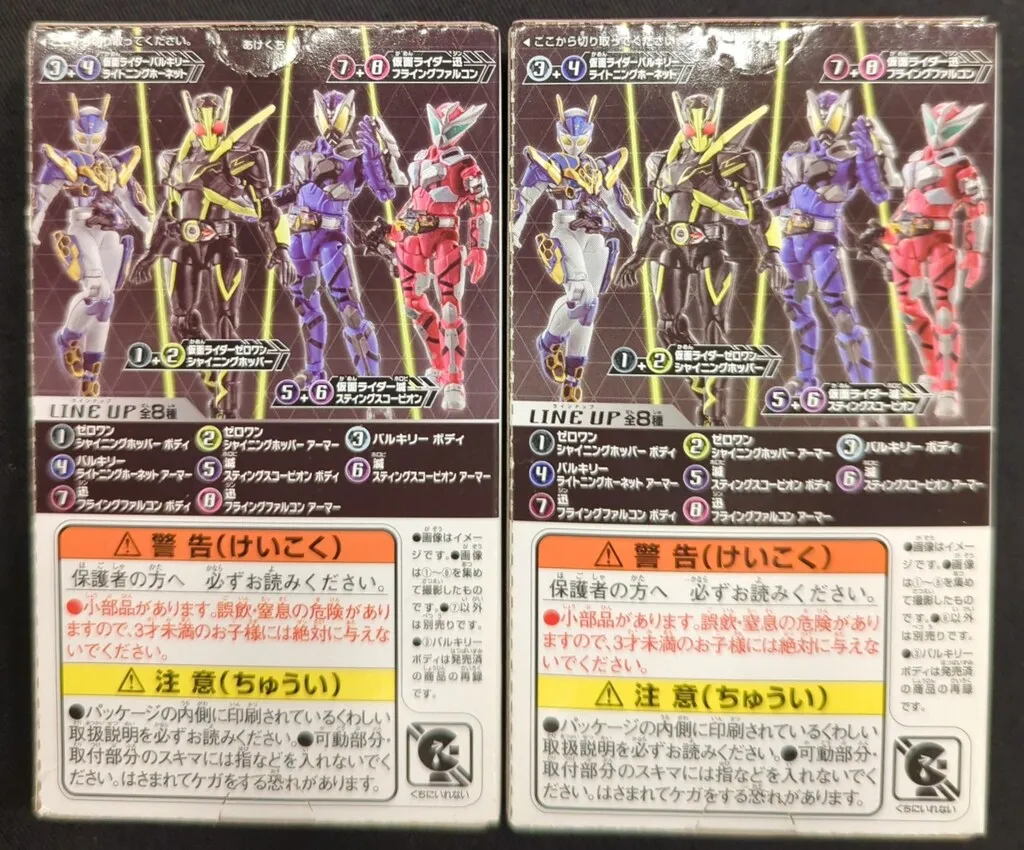 ◀ここから切り取ってください。
あけくち
③+④ 仮面ライダーバルキリー
ライトニングホーネット
⑦+⑧ 仮面ライダー迅
フライングファルコン
①+② 仮面ライダーゼロワン
シャイニングホッパー
⑤+⑥ 仮面ライダー滅
スティングスコーピオン
ラインナップ
LINE UP 全8種
① ゼロワン
シャイニングホッパー ボディ
② ゼロワン
シャイニングホッパー アーマー
③ バルキリー ボディ
④ バルキリー
ライトニングホーネット アーマー
⑤ 滅
スティングスコーピオン ボディ
⑥ 滅
スティングスコーピオン アーマー
⑦ 迅
フライングファルコン ボディ
⑧ 迅
フライングファルコン アーマー
⚠警告(けいこく)
保護者の方へ 必ずお読みください。
●小部品があります。誤飲・窒息の危険があり
ますので、3才未満のお子様には絶対に与えな
いでください。
⚠注意(ちゅうい)
●パッケージの内側に印刷されているくわしい
取扱説明を必ずお読みください。●可動部分・
取付部分のスキマには指などを入れないでく
ださい。はさまれてケガをする恐れがあります。
●画像はイメー
ジです。●画像
は①〜⑧を集め
て撮影したもの
です。●⑦以外
は別売りです。
●③バルキリー
ボディは発売済
の商品の再録
です。
くちにいれない
◀ここから切り取ってください
③+④ 仮面ライダーバルキリー
ライトニングホーネット
⑦+⑧ 仮面ライダー迅
フライングファルコン
①+② 仮面ライダーゼロワン
シャイニングホッパー
⑤+⑥ 仮面ライダー滅
スティングスコーピオン
ラインナップ
LINE UP 全8種
① ゼロワン
シャイニングホッパー ボディ
② ゼロワン
シャイニングホッパー アーマー
③ バルキリー ボディ
④ バルキリー
ライトニングホーネット アーマー
⑤ 滅
スティングスコーピオン ボディ
⑥ 滅
スティングスコーピオン アーマー
⑦ 迅
フライングファルコン ボディ
⑧ 迅
フライングファルコン アーマー
⚠警告(けいこく)
保護者の方へ 必ずお読みください。
●小部品があります。誤飲・窒息の危険があり
ますので、3才未満のお子様には絶対に与えな
いでください。
⚠注意(ちゅうい)
●パッケージの内側に印刷されているくわしい
取扱説明を必ずお読みください。●可動部分・
取付部分のスキマには指などを入れないでく
ださい。はさまれてケガをする恐れがあります。
●画像はイメー
ジです。●画像
は①〜⑧を集め
て撮影したもの
です。●⑧以外
は別売りです。
●③バルキリー
ボディは発売済
の商品の再録
です。
くちにいれない